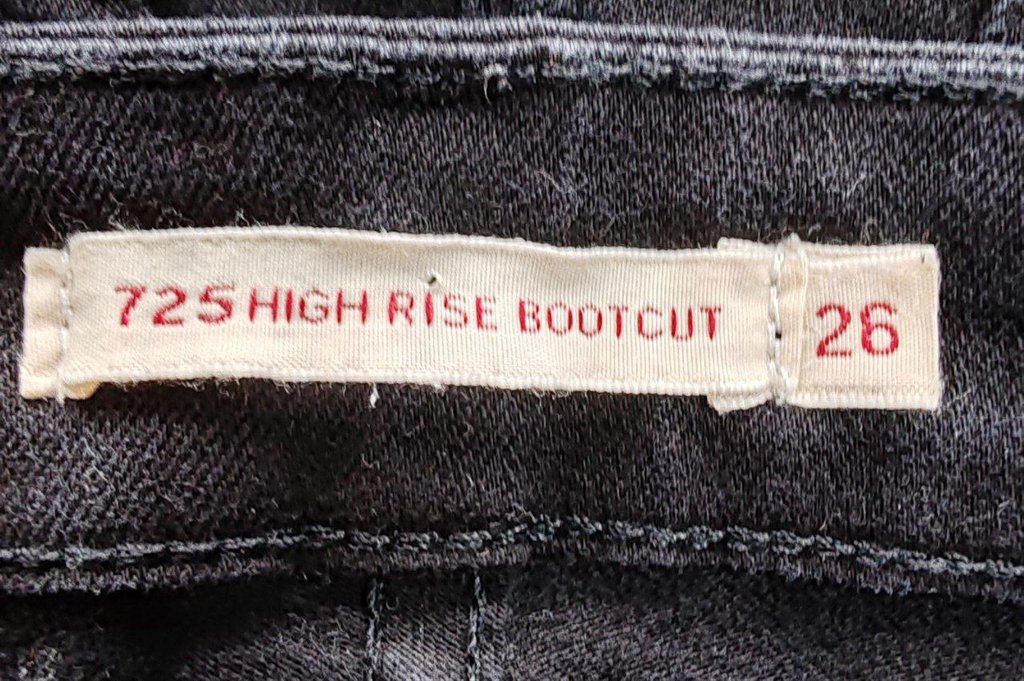 725 HIGH RISE BOOTCUT 26